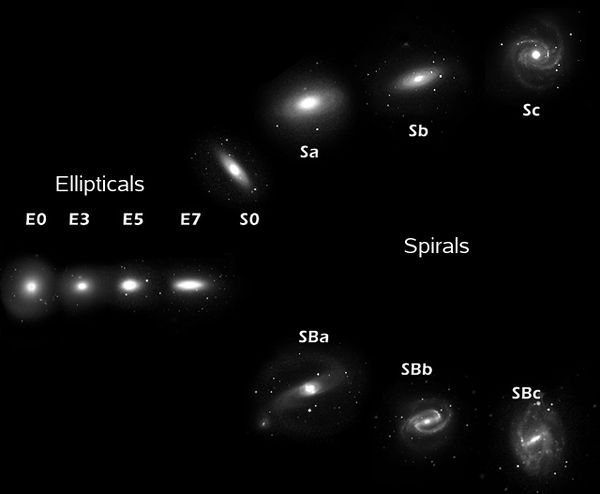 Sc
Sb
Sa
Ellipticals
E0 E3 E5 E7 S0
Spirals
SBa
SBb
SBc